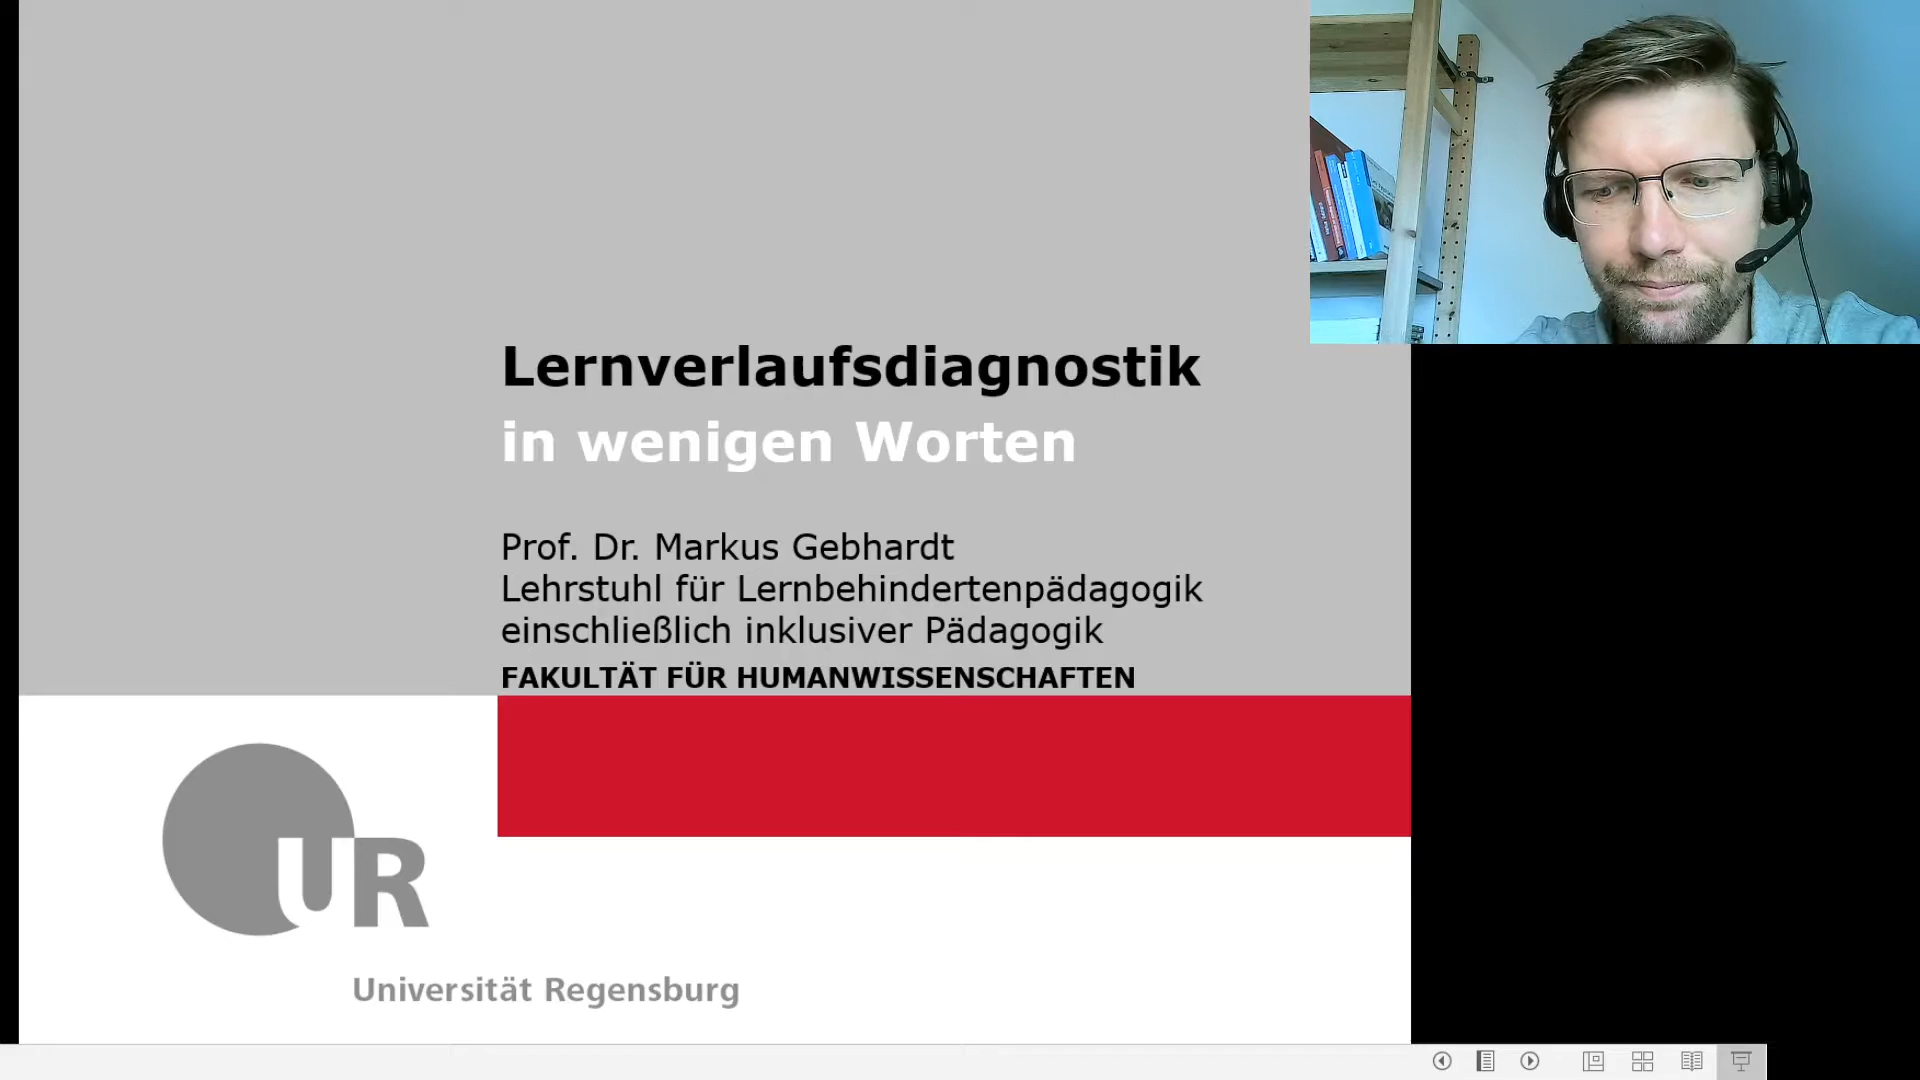 Lernverlaufsdiagnostik
in wenigen Worten
Prof. Dr. Markus Gebhardt
Lehrstuhl für Lernbehindertenpädagogik
einschließlich inklusiver Pädagogik
FAKULTÄT FÜR HUMANWISSENSCHAFTEN
UR
Universität Regensburg